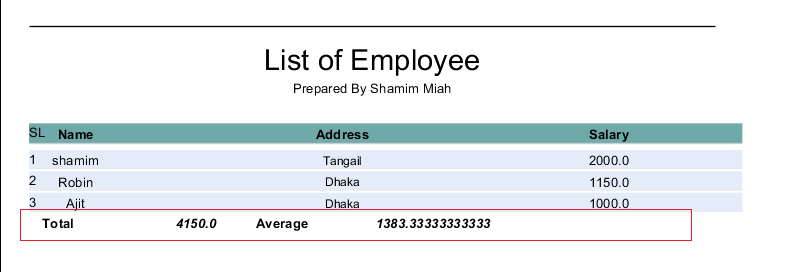 List of Employee
Prepared By Shamim Miah
SL Name Address Salary
1 shamim Tangail 2000.0
2 Robin Dhaka 1150.0
3 Ajit Dhaka 1000.0
Total 4150.0 Average 1383.33333333333